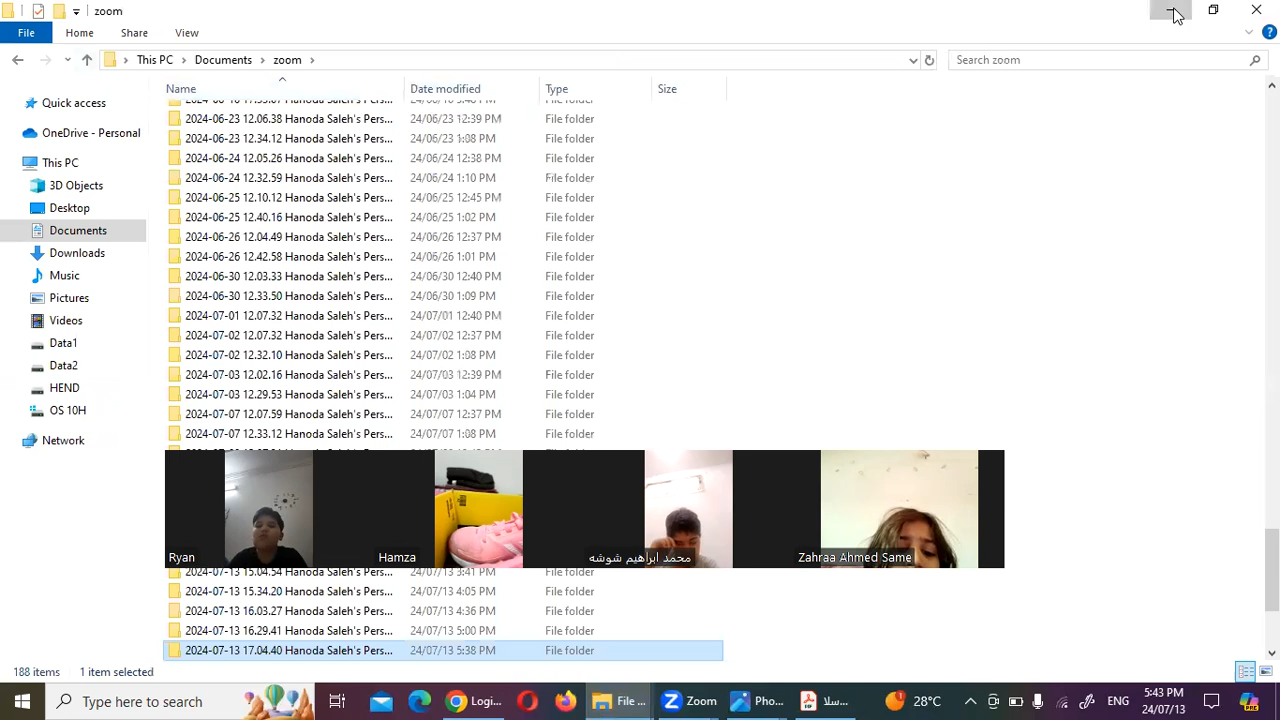 zoom
File
Home
Share
View
This PC
Documents
zoom
Search zoom
Name
Date modified
Type
Size
Quick access
OneDrive - Personal
This PC
3D Objects
Desktop
Documents
Downloads
Music
Pictures
Videos
Data1
Data2
HEND
OS 10H
Network
2024-06-23 12.06.38 Hanoda Saleh's Pers... 24/06/23 12:39 PM File folder
2024-06-23 12.34.12 Hanoda Saleh's Pers... 24/06/23 1:08 PM File folder
2024-06-24 12.05.26 Hanoda Saleh's Pers... 24/06/24 12:38 PM File folder
2024-06-24 12.32.59 Hanoda Saleh's Pers... 24/06/24 1:10 PM File folder
2024-06-25 12.10.12 Hanoda Saleh's Pers... 24/06/25 12:45 PM File folder
2024-06-25 12.40.16 Hanoda Saleh's Pers... 24/06/25 1:02 PM File folder
2024-06-26 12.04.49 Hanoda Saleh's Pers... 24/06/26 12:37 PM File folder
2024-06-26 12.42.58 Hanoda Saleh's Pers... 24/06/26 1:01 PM File folder
2024-06-30 12.03.33 Hanoda Saleh's Pers... 24/06/30 12:40 PM File folder
2024-06-30 12.33.50 Hanoda Saleh's Pers... 24/06/30 1:09 PM File folder
2024-07-01 12.07.32 Hanoda Saleh's Pers... 24/07/01 12:40 PM File folder
2024-07-02 12.07.32 Hanoda Saleh's Pers... 24/07/02 12:37 PM File folder
2024-07-02 12.32.10 Hanoda Saleh's Pers... 24/07/02 1:08 PM File folder
2024-07-03 12.02.16 Hanoda Saleh's Pers... 24/07/03 12:39 PM File folder
2024-07-03 12.29.53 Hanoda Saleh's Pers... 24/07/03 1:04 PM File folder
2024-07-07 12.07.59 Hanoda Saleh's Pers... 24/07/07 12:37 PM File folder
2024-07-07 12.33.12 Hanoda Saleh's Pers... 24/07/07 1:08 PM File folder
Ryan
Hamza
محمد ابراهيم شوشه
Zahraa Ahmed Same
2024-07-13 15.04.54 Hanoda Saleh's Pers... 24/07/13 3:41 PM File folder
2024-07-13 15.34.20 Hanoda Saleh's Pers... 24/07/13 4:05 PM File folder
2024-07-13 16.03.27 Hanoda Saleh's Pers... 24/07/13 4:36 PM File folder
2024-07-13 16.29.41 Hanoda Saleh's Pers... 24/07/13 5:00 PM File folder
2024-07-13 17.04.40 Hanoda Saleh's Pers... 24/07/13 5:38 PM File folder
188 items
1 item selected
Type here to search
Logi...
File ...
Zoom
Pho...
سلا...
28°C
ENG
5:43 PM
24/07/13